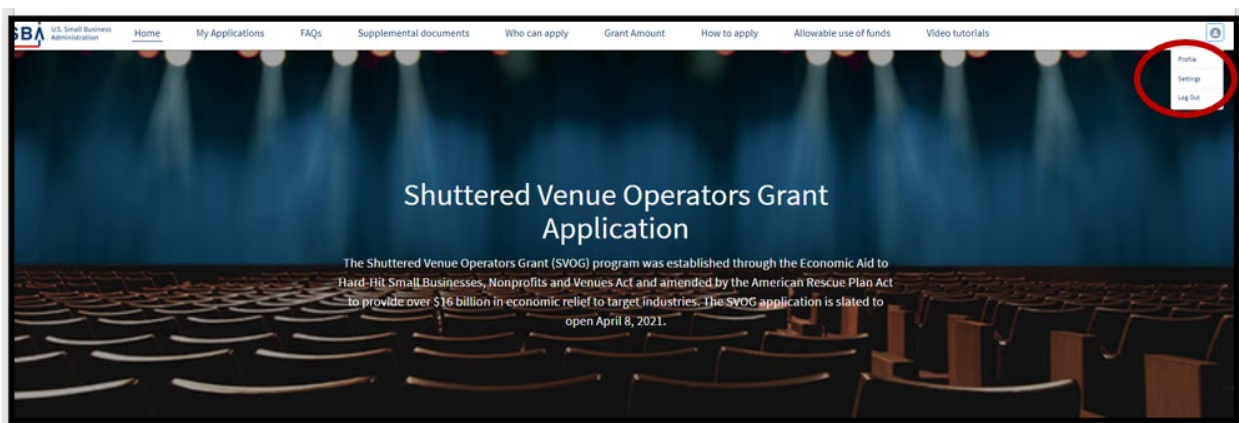 SBA U.S. Small Business
Administration
Home My Applications FAQs Supplemental documents Who can apply Grant Amount How to apply Allowable use of funds Video tutorials
Profile
Settings
Log Out
Shuttered Venue Operators Grant
Application
The Shuttered Venue Operators Grant (SVOG) program was established through the Economic Aid to
Hard-Hit Small Businesses, Nonprofits and Venues Act and amended by the American Rescue Plan Act
to provide over $16 billion in economic relief to target industries. The SVOG application is slated to
open April 8, 2021.